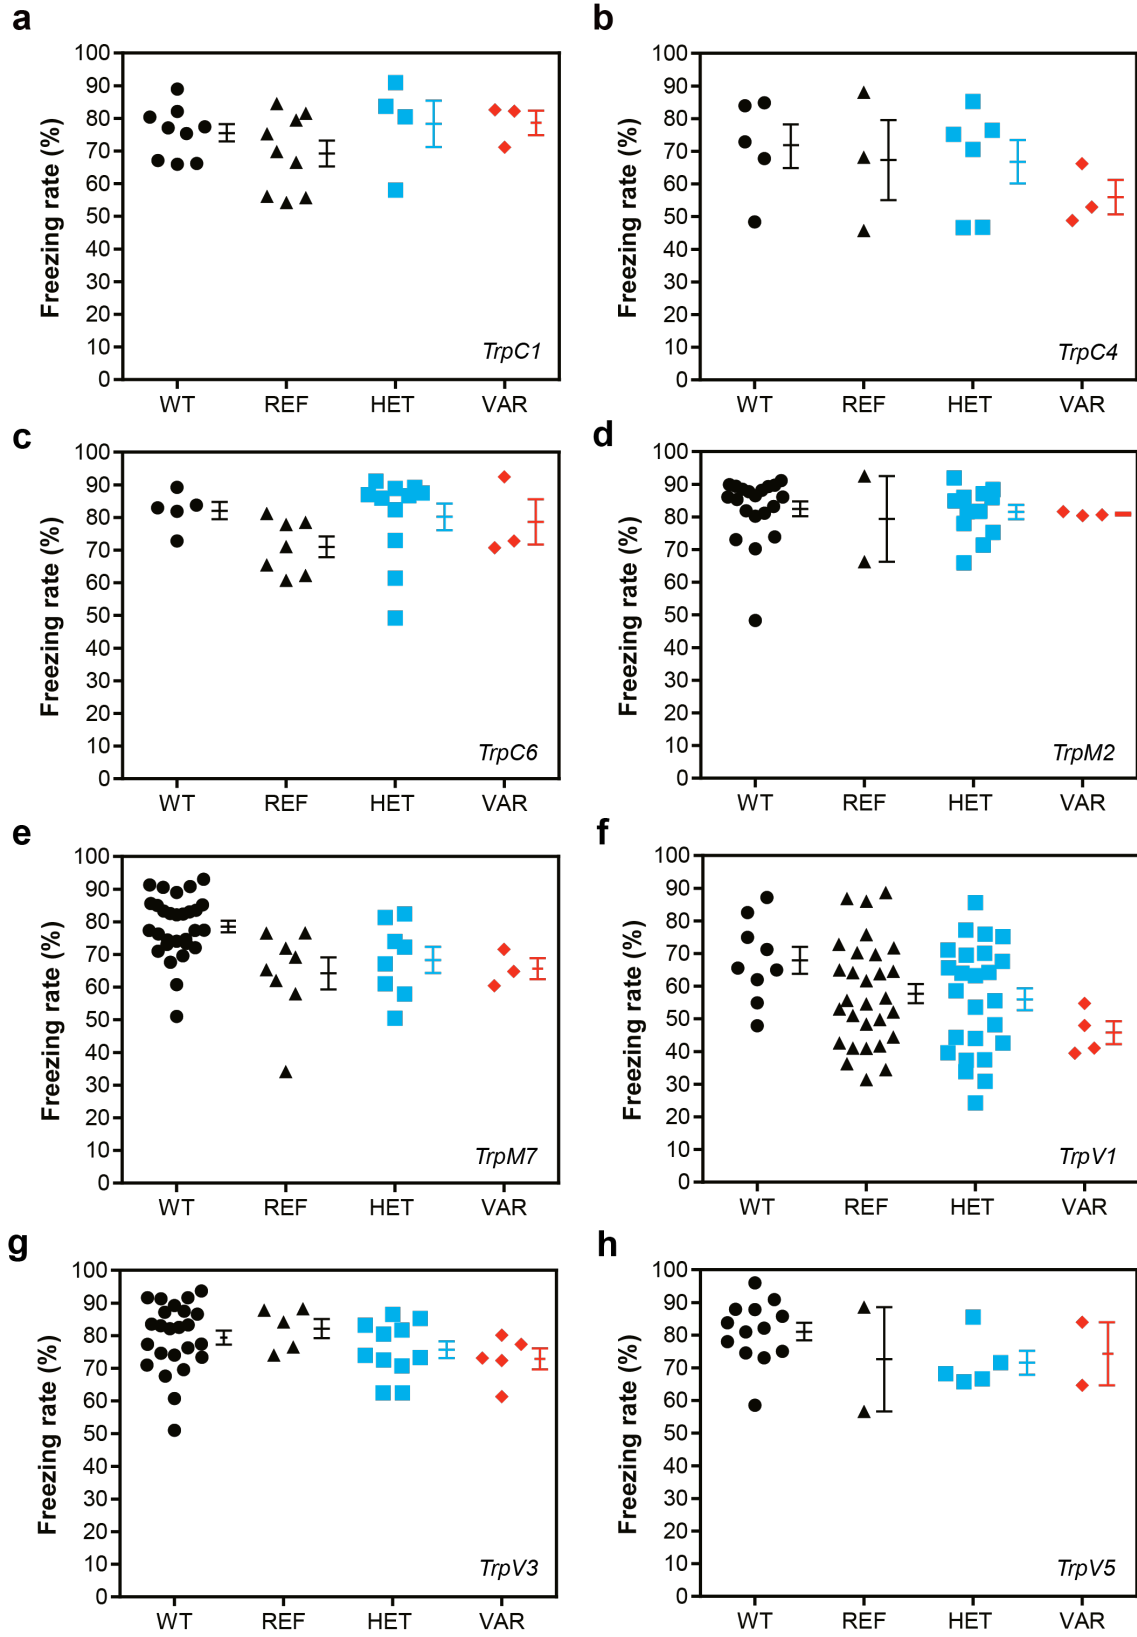 a
100
90
80
70
60
50
40
30
20
10
0
Freezing rate (%)
TrpC1
WT REF HET VAR
b
100
90
80
70
60
50
40
30
20
10
0
Freezing rate (%)
TrpC4
WT REF HET VAR
c
100
90
80
70
60
50
40
30
20
10
0
Freezing rate (%)
TrpC6
WT REF HET VAR
d
100
90
80
70
60
50
40
30
20
10
0
Freezing rate (%)
TrpM2
WT REF HET VAR
e
100
90
80
70
60
50
40
30
20
10
0
Freezing rate (%)
TrpM7
WT REF HET VAR
f
100
90
80
70
60
50
40
30
20
10
0
Freezing rate (%)
TrpV1
WT REF HET VAR
g
100
90
80
70
60
50
40
30
20
10
0
Freezing rate (%)
TrpV3
WT REF HET VAR
h
100
90
80
70
60
50
40
30
20
10
0
Freezing rate (%)
TrpV5
WT REF HET VAR